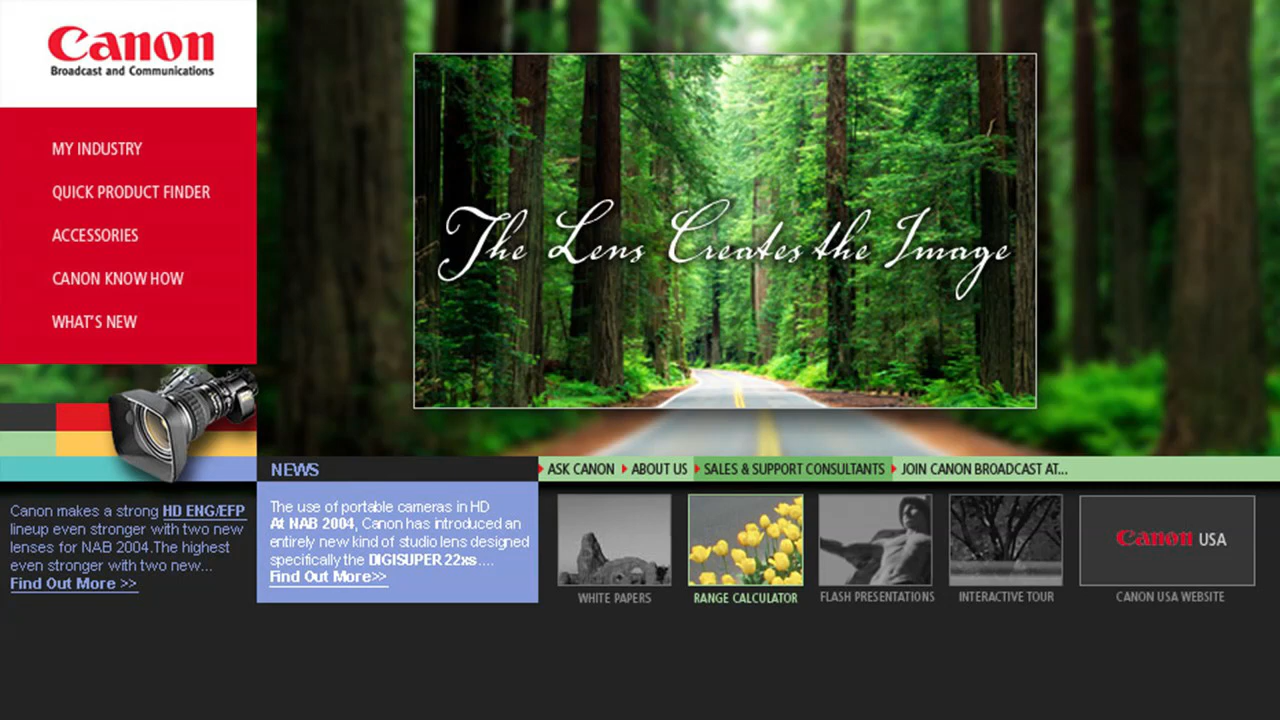 Canon
Broadcast and Communications
MY INDUSTRY
QUICK PRODUCT FINDER
ACCESSORIES
CANON KNOW HOW
WHAT'S NEW
The Lens Creates the Image
Canon makes a strong HD ENG/EFP
lineup even stronger with two new
lenses for NAB 2004.The highest
even stronger with two new...
Find Out More >>
NEWS
The use of portable cameras in HD
At NAB 2004, Canon has introduced an
entirely new kind of studio lens designed
specifically the DIGISUPER 22xs....
Find Out More>>
ASK CANON ABOUT US SALES & SUPPORT CONSULTANTS JOIN CANON BROADCAST AT...
WHITE PAPERS
RANGE CALCULATOR
FLASH PRESENTATIONS
INTERACTIVE TOUR
Canon USA
CANON USA WEBSITE